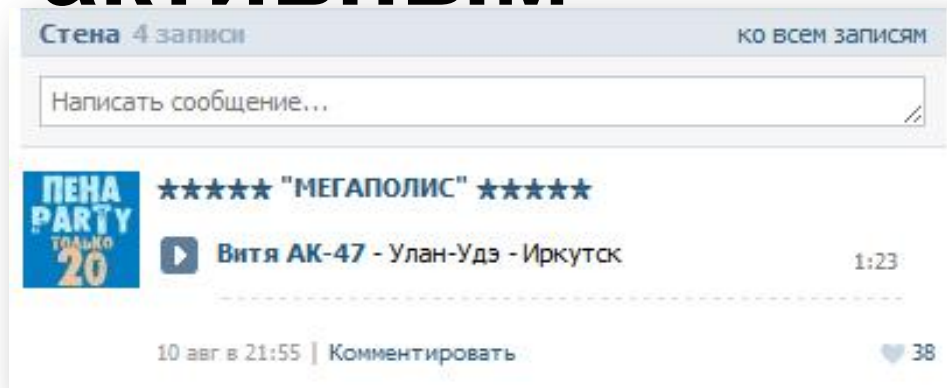 активным
Стена 4 записи ко всем записям
Написать сообщение...
ПЕНА
PARTY
ТОЛЬКО
20
★★★★★ "МЕГАПОЛИС" ★★★★★
Витя АК-47 - Улан-Удэ - Иркутск 1:23
10 авг в 21:55 | Комментировать 38